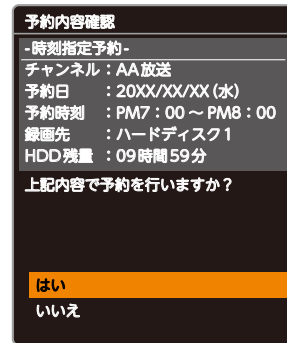 予約内容確認
-時刻指定予約-
チャンネル：AA放送
予約日　：20XX/XX/XX（水）
予約時刻　：PM7：00～PM8：00
録画先　：ハードディスク1
HDD残量　：09時間59分
上記内容で予約を行いますか？
はい
いいえ